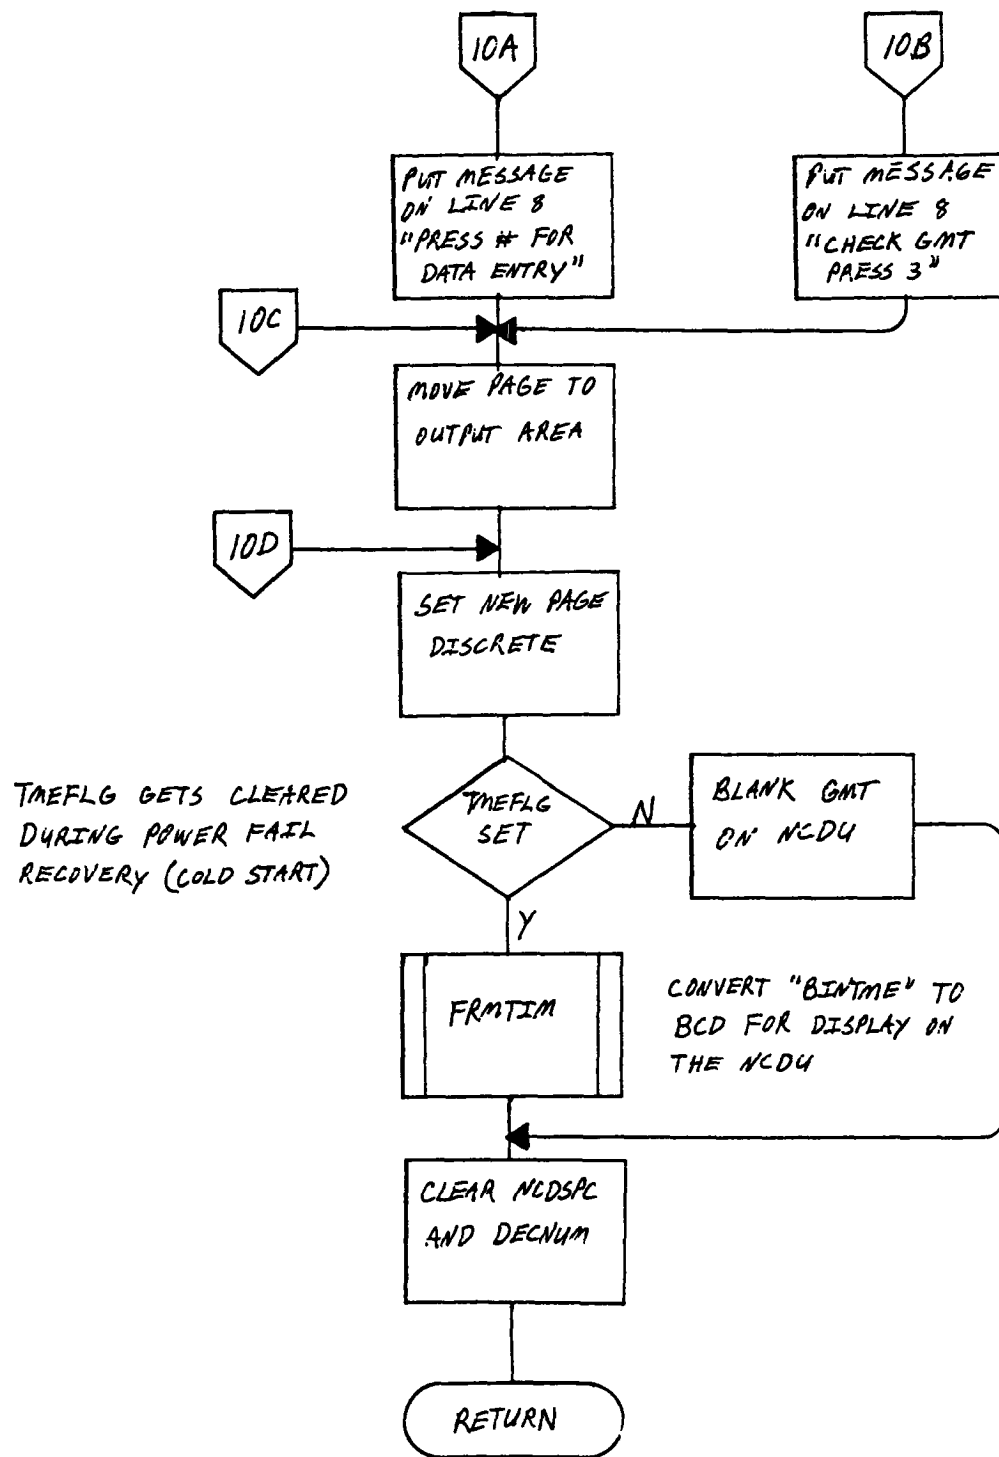 10A
10B
PUT MESSAGE
ON LINE 8
"PRESS # FOR
DATA ENTRY"
PUT MESSAGE
ON LINE 8
"CHECK GMT
PRESS 3"
10C
MOVE PAGE TO
OUTPUT AREA
10D
SET NEW PAGE
DISCRETE
TMEFLG GETS CLEARED
DURING POWER FAIL
RECOVERY (COLD START)
TMEFLG
SET
N
BLANK GMT
ON NCDU
Y
FRMTIM
CONVERT "BINTME" TO
BCD FOR DISPLAY ON
THE NCDU
CLEAR NCDSPC
AND DECNUM
RETURN